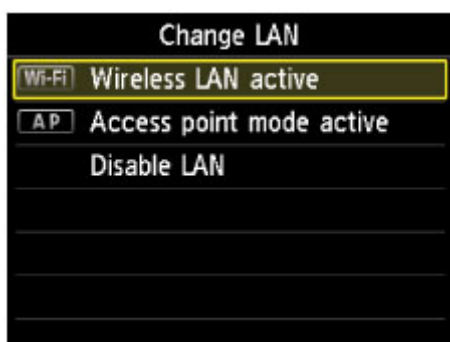 Change LAN
Wi-Fi Wireless LAN active
AP Access point mode active
Disable LAN